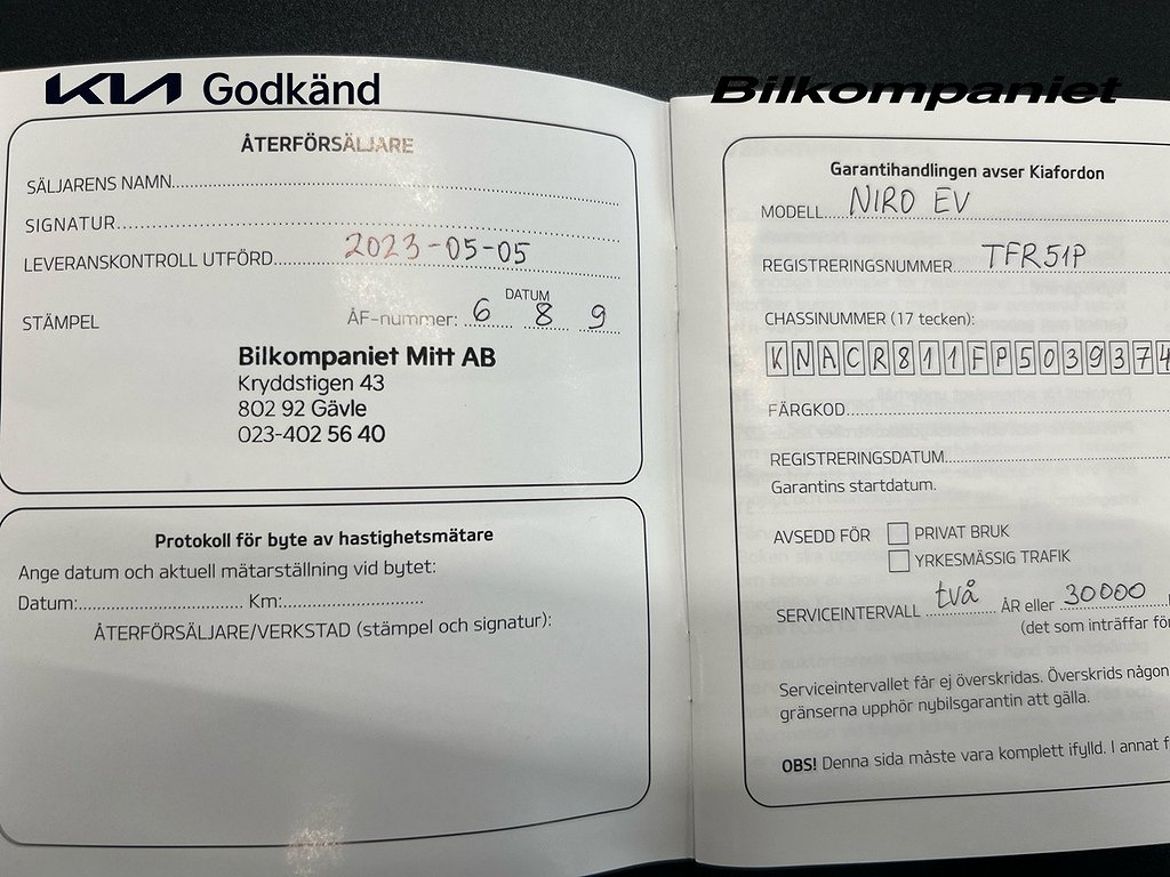 KIA Godkänd
ÅTERFÖRSÄLJARE
SÄLJARENS NAMN
SIGNATUR
LEVERANSKONTROLL UTFÖRD 2023-05-05
DATUM
STÄMPEL ÅF-nummer: 6 8 9
Bilkompaniet Mitt AB
Kryddstigen 43
802 92 Gävle
023-402 56 40
Protokoll för byte av hastighetsmätare
Ange datum och aktuell mätarställning vid bytet:
Datum: Km:
ÅTERFÖRSÄLJARE/VERKSTAD (stämpel och signatur):
Bilkompaniet
Garantihandlingen avser Kiafordon
MODELL NIRO EV
REGISTRERINGSNUMMER TFR51P
CHASSINUMMER (17 tecken):
KNACR811FP5039374
FÄRGKOD
REGISTRERINGSDATUM
Garantins startdatum.
AVSEDD FÖR PRIVAT BRUK
YRKESMÄSSIG TRAFIK
SERVICEINTERVALL två ÅR eller 30000
(det som inträffar för
Serviceintervallet får ej överskridas. Överskrids någon
gränserna upphör nybilsgarantin att gälla.
OBS! Denna sida måste vara komplett ifylld. I annat f